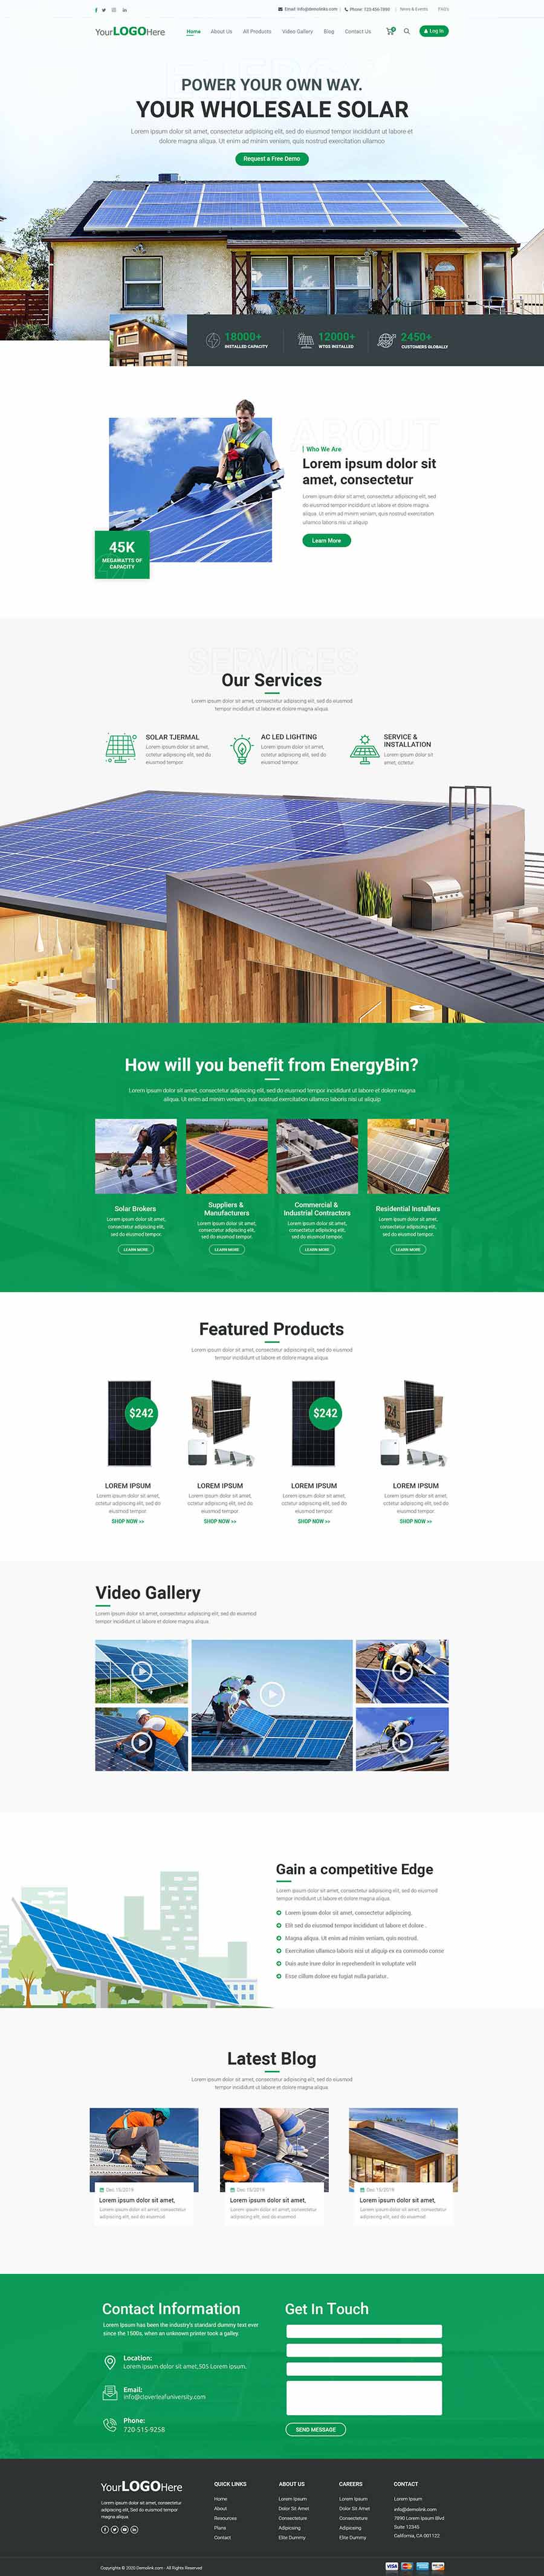 Email: info@demolinks.com | Phone: 123-456-7890 | News & Events FAQ's
YourLOGOHere
Home About Us All Products Video Gallery Blog Contact Us 0 Log In
POWER YOUR OWN WAY.
YOUR WHOLESALE SOLAR
Lorem ipsum dolor sit amet, consectetur adipiscing elit, sed do eiusmod tempor incididunt ut labore et
dolore magna aliqua. Ut enim ad minim veniam, quis nostrud exercitation ullamco
Request a Free Demo
18000+
INSTALLED CAPACITY
12000+
WTSS INSTALLED
2450+
CUSTOMERS GLOBALLY
ABOUT
Who We Are
Lorem ipsum dolor sit
amet, consectetur
Lorem ipsum dolor sit amet, consectetur adipiscing elit, sed
do eiusmod tempor incididunt ut labore et dolore magna
aliqua. Ut enim ad minim veniam, quis nostrud exercitation
ullamco laboris nisi ut aliquip
Learn More
45K
MEGAWATTS OF
CAPACITY
SERVICES
Our Services
Lorem ipsum dolor sit amet, consectetur adipiscing elit, sed do eiusmod
tempor incididunt ut labore et dolore magna aliqua.
SOLAR TJERMAL
Lorem ipsum dolor sit amet,
cctetur adipiscing elit, sed do
eiusmod tempor.
AC LED LIGHTING
Lorem ipsum dolor sit amet,
cctetur adipiscing elit, sed do
eiusmod tempor.
SERVICE &
INSTALLATION
Lorem ipsum dolor sit
amet, cctetur.
How will you benefit from EnergyBin?
Lorem ipsum dolor sit amet, consectetur adipiscing elit, sed do eiusmod tempor incididunt ut labore et dolore magna
aliqua. Ut enim ad minim veniam, quis nostrud exercitation ullamco laboris nisi ut aliquip
Solar Brokers
Lorem ipsum dolor sit amet,
consectetur adipiscing elit,
sed do eiusmod tempor.
LEARN MORE
Suppliers &
Manufacturers
Lorem ipsum dolor sit amet,
consectetur adipiscing elit,
sed do eiusmod tempor.
LEARN MORE
Commercial &
Industrial Contractors
Lorem ipsum dolor sit amet,
consectetur adipiscing elit,
sed do eiusmod tempor.
LEARN MORE
Residential Installers
Lorem ipsum dolor sit amet,
consectetur adipiscing elit,
sed do eiusmod tempor.
LEARN MORE
Featured Products
Lorem ipsum dolor sit amet, consectetur adipiscing elit, sed do eiusmod
tempor incididunt ut labore et dolore magna aliqua.
$242
LOREM IPSUM
Lorem ipsum dolor sit amet,
cctetur adipiscing elit, sed do
eiusmod tempor.
SHOP NOW >>
24
LOREM IPSUM
Lorem ipsum dolor sit amet,
cctetur adipiscing elit, sed do
eiusmod tempor.
SHOP NOW >>
$242
LOREM IPSUM
Lorem ipsum dolor sit amet,
cctetur adipiscing elit, sed do
eiusmod tempor.
SHOP NOW >>
24
LOREM IPSUM
Lorem ipsum dolor sit amet,
cctetur adipiscing elit, sed do
eiusmod tempor.
SHOP NOW >>
Video Gallery
Lorem ipsum dolor sit amet, consectetur adipiscing elit, sed do eiusmod
tempor incididunt ut labore et dolore magna aliqua.
Gain a competitive Edge
Lorem ipsum dolor sit amet, consectetur adipiscing elit, sed do eiusmod
tempor incididunt ut labore et dolore magna aliqua.
Lorem ipsum dolor sit amet, consectetur adipiscing.
Elit sed do eiusmod tempor incididunt ut labore et dolore .
Magna aliqua. Ut enim ad minim veniam, quis nostrud.
Exercitation ullamco laboris nisi ut aliquip ex ea commodo conse
Duis aute irure dolor in reprehenderit in voluptate velit
Esse cillum dolore eu fugiat nulla pariatur.
Latest Blog
Lorem ipsum dolor sit amet, consectetur adipiscing elit, sed do eiusmod
tempor incididunt ut labore et dolore magna aliqua.
Dec 15/2019
Lorem ipsum dolor sit amet,
Lorem ipsum dolor sit amet, consectetur
adipiscing elit, sed do eiusmod
Dec 15/2019
Lorem ipsum dolor sit amet,
Lorem ipsum dolor sit amet, consectetur
adipiscing elit, sed do eiusmod
Dec 15/2019
Lorem ipsum dolor sit amet,
Lorem ipsum dolor sit amet, consectetur
adipiscing elit, sed do eiusmod
Contact Information
Lorem Ipsum has been the industry's standard dummy text ever
since the 1500s, when an unknown printer took a galley.
Location:
Lorem ipsum dolor sit amet,505 Lorem ipsum.
Email:
info@cloverleafuniversity.com
Phone:
720-515-9258
Get In Touch
SEND MESSAGE
YourLOGOHere
Lorem ipsum dolor sit amet, consectetur
adipiscing elit, Sed do eiusmod tempor
magna aliqua.
QUICK LINKS
Home
About
Resources
Plans
Contact
ABOUT US
Lorem Ipsum
Dolor Sit Amet
Consecteture
Adipiscing
Elite Dummy
CAREERS
Lorem Ipsum
Dolor Sit Amet
Consecteture
Adipiscing
Elite Dummy
CONTACT
Lorem Ipsum
info@demolink.com
7890 Lorem Ipsum Blvd
Suite 12345
California, CA 001122
Copyrights © 2020 Demolink.com - All Rights Reserved
VISA